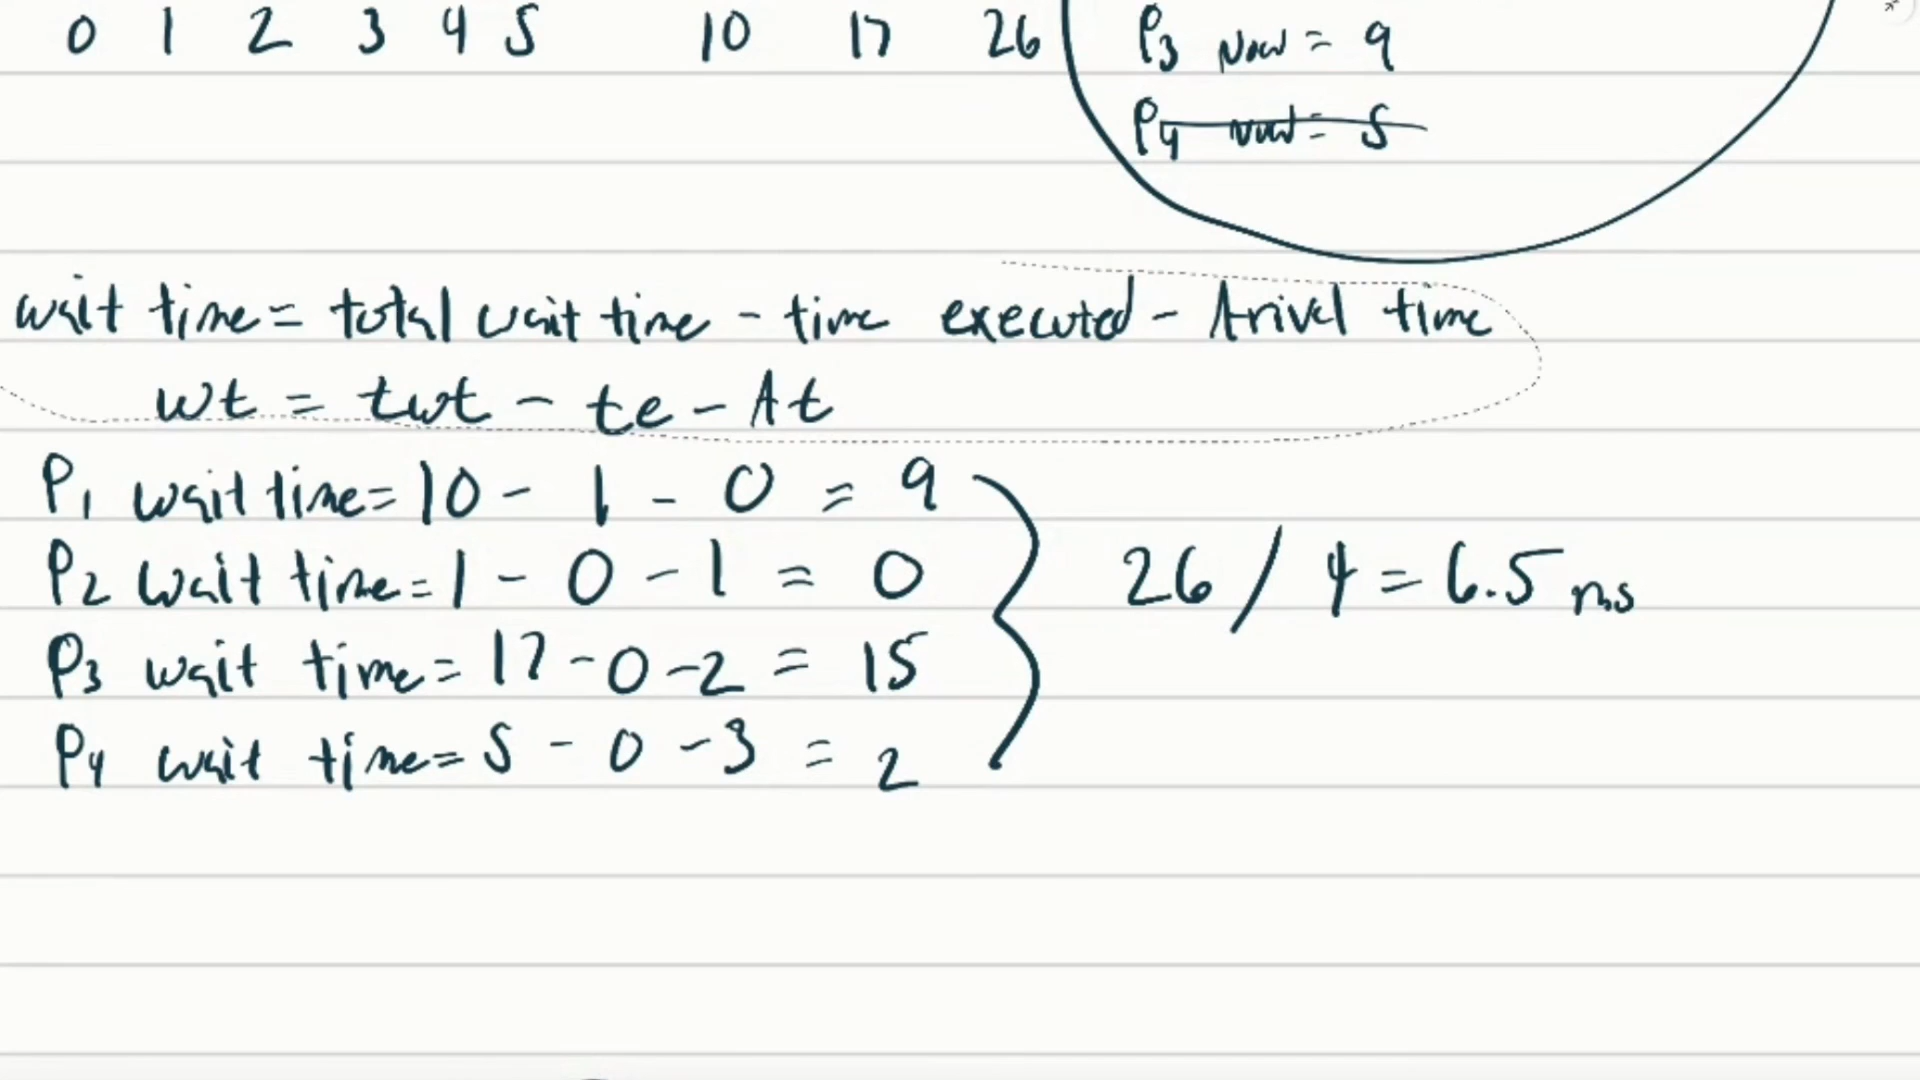 0 1 2 3 4 5 10 17 26
P3 now = 9
P4 now = 5
wait time = total wait time - time executed - Arival time
wt = twt - te - At
P1 wait time = 10 - 1 - 0 = 9
P2 wait time = 1 - 0 - 1 = 0
P3 wait time = 17 - 0 - 2 = 15
P4 wait time = 5 - 0 - 3 = 2
26 / 4 = 6.5 ms